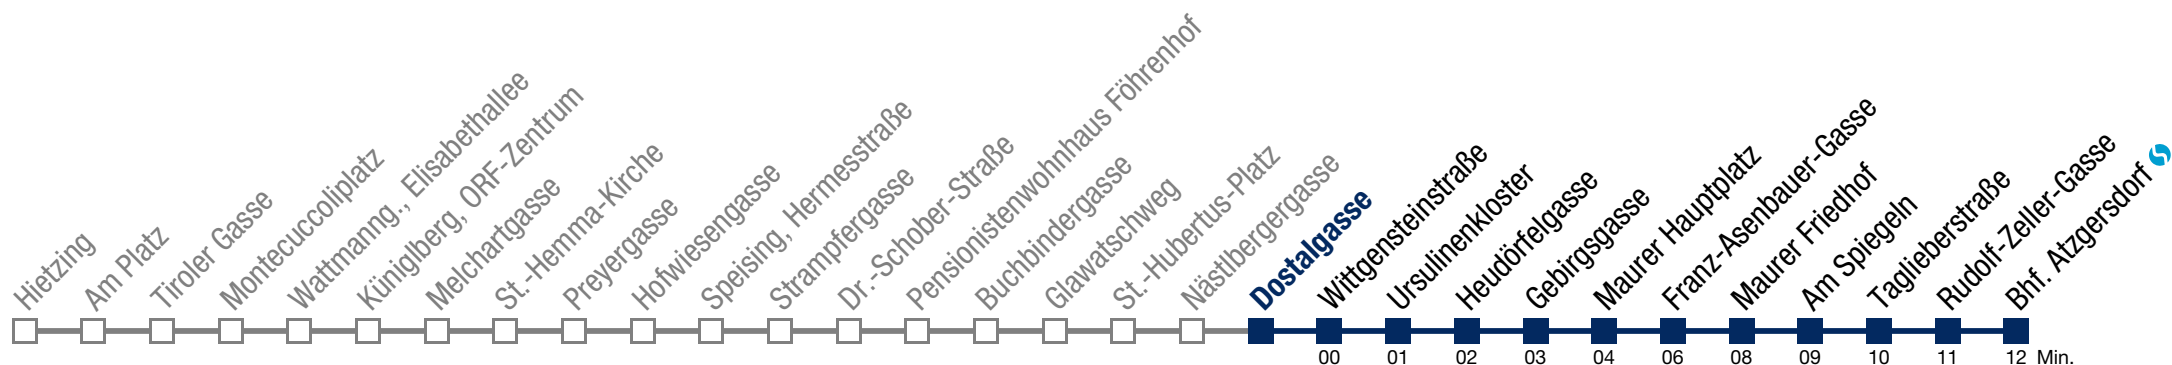 Hietzing
Am Platz
Tiroler Gasse
Montecuccoliplatz
Wattmanng., Elisabethallee
Küniglberg, ORF-Zentrum
Melchartgasse
St.-Hemma-Kirche
Preyergasse
Hofwiesengasse
Speising, Hermesstraße
Strampfergasse
Dr.-Schober-Straße
Pensionistenwohnhaus Föhrenhof
Buchbindergasse
Glawatschweg
St.-Hubertus-Platz
Nästlbergergasse
Dostalgasse
Wittgensteinstraße
Ursulinenkloster
Heudörfelgasse
Gebirgsgasse
Maurer Hauptplatz
Franz-Asenbauer-Gasse
Maurer Friedhof
Am Spiegeln
Taglieberstraße
Rudolf-Zeller-Gasse
Bhf. Atzgersdorf
00 01 02 03 04 06 08 09 10 11 12 Min.